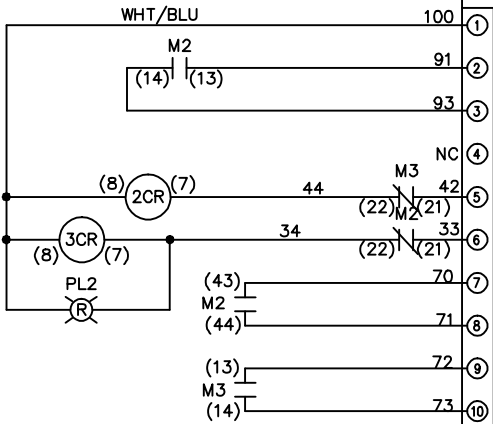 WHT/BLU 100 1
M2
91 2
(14) (13)
93 3
NC 4
M3
(8) 2CR (7) 44 42 5
(22) (21)
M2
3CR 34 33 6
(8) (7) (22) (21)
PL2
R
(43) 70 7
M2
(44) 71 8
(13) 72 9
M3
(14) 73 10